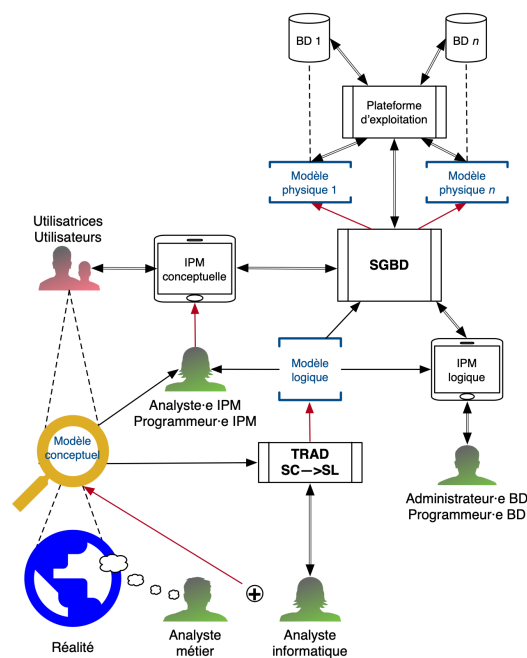 BD 1
BD n
Plateforme
d'exploitation
Modèle
physique 1
Modèle
physique n
Utilisatrices
Utilisateurs
IPM
conceptuelle
SGBD
Modèle
logique
IPM
logique
Analyste·e IPM
Programmeur·e IPM
Modèle
conceptuel
TRAD
SC—>SL
Administrateur·e BD
Programmeur·e BD
Réalité
Analyste
métier
Analyste
informatique